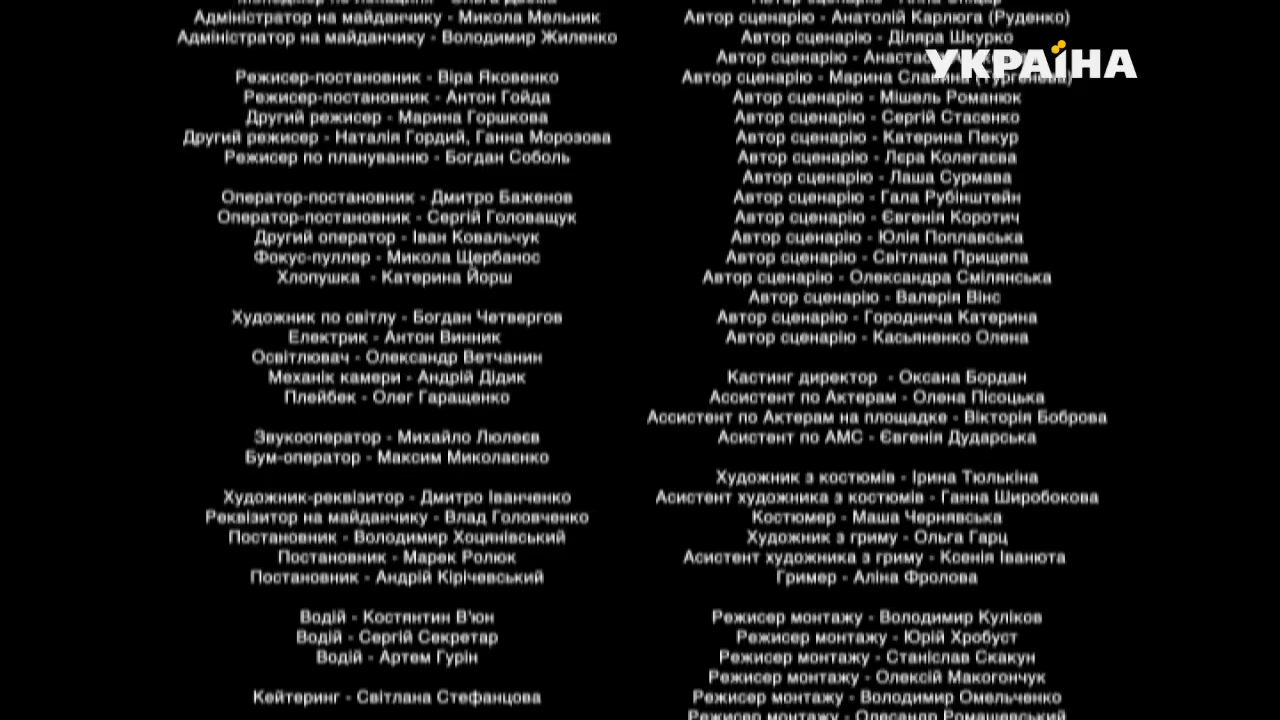 Адміністратор на майданчику - Микола Мельник
Адміністратор на майданчику - Володимир Жиленко
Режисер-постановник - Віра Яковенко
Режисер-постановник - Антон Гойда
Другий режисер - Марина Горшкова
Другий режисер - Наталія Гордий, Ганна Морозова
Режисер по плануванню - Богдан Соболь
Оператор-постановник - Дмитро Баженов
Оператор-постановник - Сергій Головащук
Другий оператор - Іван Ковальчук
Фокус-пуллер - Микола Щербанос
Хлопушка - Катерина Йорш
Художник по світлу - Богдан Четвергов
Електрик - Антон Винник
Освітлювач - Олександр Ветчанин
Механік камери - Андрій Дідик
Плейбек - Олег Гаращенко
Звукооператор - Михайло Люлеєв
Бум-оператор - Максим Миколаєнко
Художник-реквізитор - Дмитро Іванченко
Реквізитор на майданчику - Влад Головченко
Постановник - Володимир Хоцянівський
Постановник - Марек Ролюк
Постановник - Андрій Кірічевський
Водій - Костянтин В'юн
Водій - Сергій Секретар
Водій - Артем Гурін
Кейтеринг - Світлана Стефанцова
Автор сценарію - Анатолій Карлюга (Руденко)
Автор сценарію - Діляра Шкурко
Автор сценарію -
УКРАЇНА
Автор сценарію - Марина
Автор сценарію - Мішель Романюк
Автор сценарію - Сергій Стасенко
Автор сценарію - Катерина Пекур
Автор сценарію - Лєра Колегаєва
Автор сценарію - Лаша Сурмава
Автор сценарію - Гала Рубінштейн
Автор сценарію - Євгенія Коротич
Автор сценарію - Юлія Поплавська
Автор сценарію - Світлана Прищепа
Автор сценарію - Олександра Смілянська
Автор сценарію - Валерія Вінс
Автор сценарію - Городнича Катерина
Автор сценарію - Касьяненко Олена
Кастинг директор - Оксана Бордан
Ассистент по Актерам - Олена Пісоцька
Ассистент по Актерам на площадке - Вікторія Боброва
Асистент по АМС - Євгенія Дударська
Художник з костюмів - Ірина Тюлькіна
Асистент художника з костюмів - Ганна Широбокова
Костюмер - Маша Чернявська
Художник з гриму - Ольга Гарц
Асистент художника з гриму - Ксенія Іванюта
Гример - Аліна Фролова
Режисер монтажу - Володимир Куліков
Режисер монтажу - Юрій Хробуст
Режисер монтажу - Станіслав Скакун
Режисер монтажу - Олексій Макогончук
Режисер монтажу - Володимир Омельченко